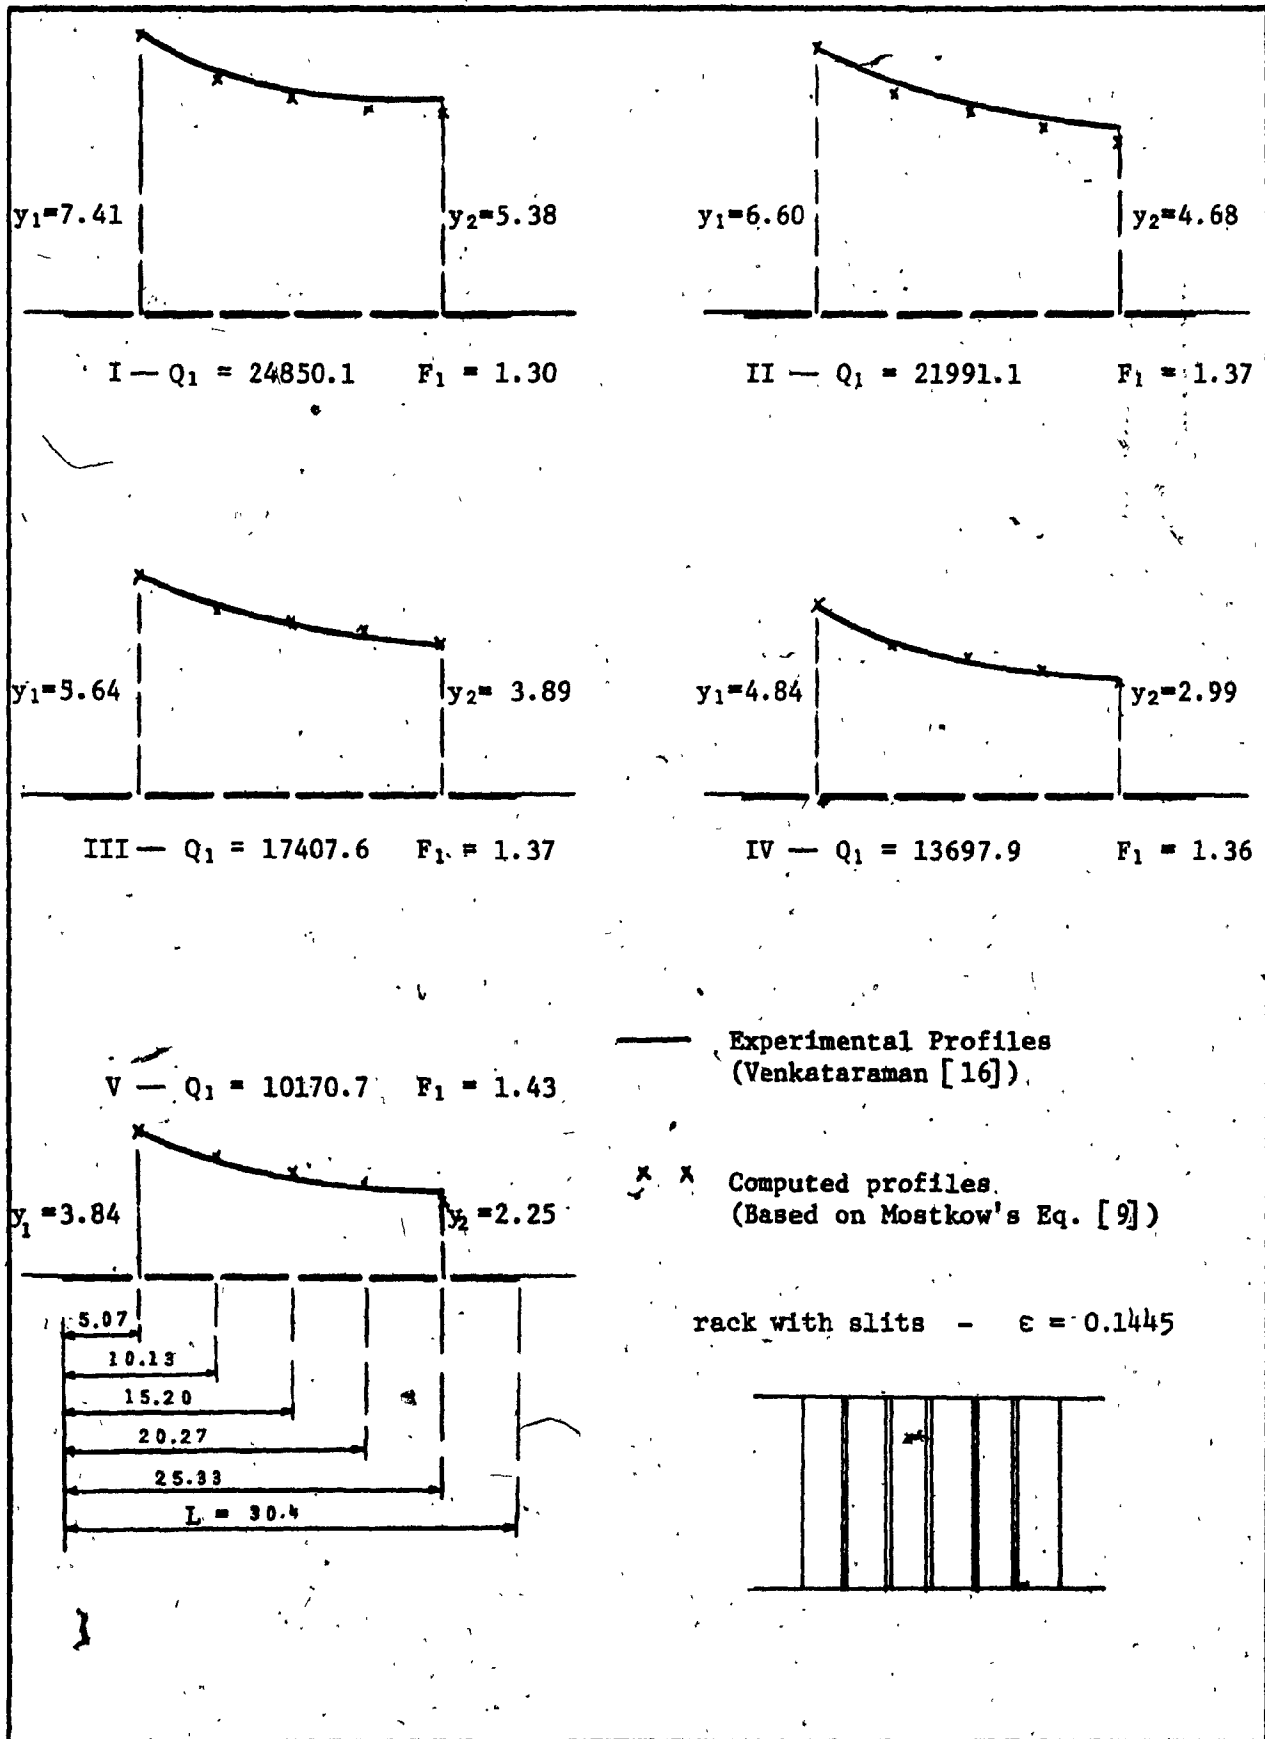 y₁=7.41
y₂=5.38
I — Q₁ = 24850.1 F₁ = 1.30
y₁=6.60
y₂=4.68
II — Q₁ = 21991.1 F₁ = 1.37
y₁=5.64
y₂= 3.89
III — Q₁ = 17407.6 F₁ = 1.37
y₁=4.84
y₂=2.99
IV — Q₁ = 13697.9 F₁ = 1.36
V — Q₁ = 10170.7 F₁ = 1.43
y₁=3.84
y₂=2.25
5.07
10.13
15.20
20.27
25.33
L = 30.4
Experimental Profiles
(Venkataraman [16])
x x Computed profiles
(Based on Mostkow's Eq. [9])
rack with slits - ε = 0.1445